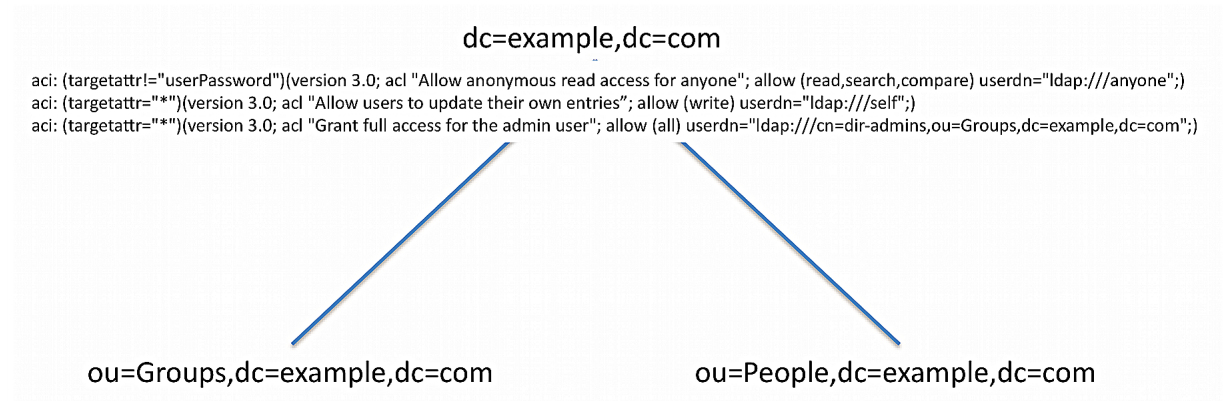 dc=example,dc=com
aci: (targetattr!="userPassword")(version 3.0; acl "Allow anonymous read access for anyone"; allow (read,search,compare) userdn="ldap:///anyone";)
aci: (targetattr="*")(version 3.0; acl "Allow users to update their own entries”; allow (write) userdn="ldap:///self";)
aci: (targetattr="*")(version 3.0; acl "Grant full access for the admin user"; allow (all) userdn="ldap:///cn=dir-admins,ou=Groups,dc=example,dc=com";)
ou=Groups,dc=example,dc=com
ou=People,dc=example,dc=com